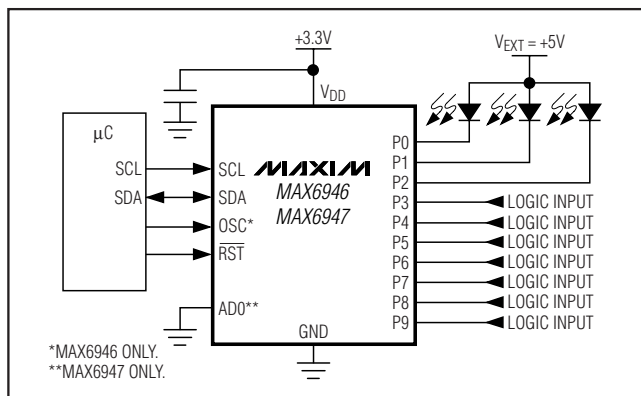 +3.3V
VEXT = +5V
VDD
µC
SCL
SDA
SCL
SDA
OSC*
RST
AD0**
MAXIM
MAX6946
MAX6947
GND
P0
P1
P2
P3
P4
P5
P6
P7
P8
P9
LOGIC INPUT
LOGIC INPUT
LOGIC INPUT
LOGIC INPUT
LOGIC INPUT
LOGIC INPUT
LOGIC INPUT
*MAX6946 ONLY.
**MAX6947 ONLY.